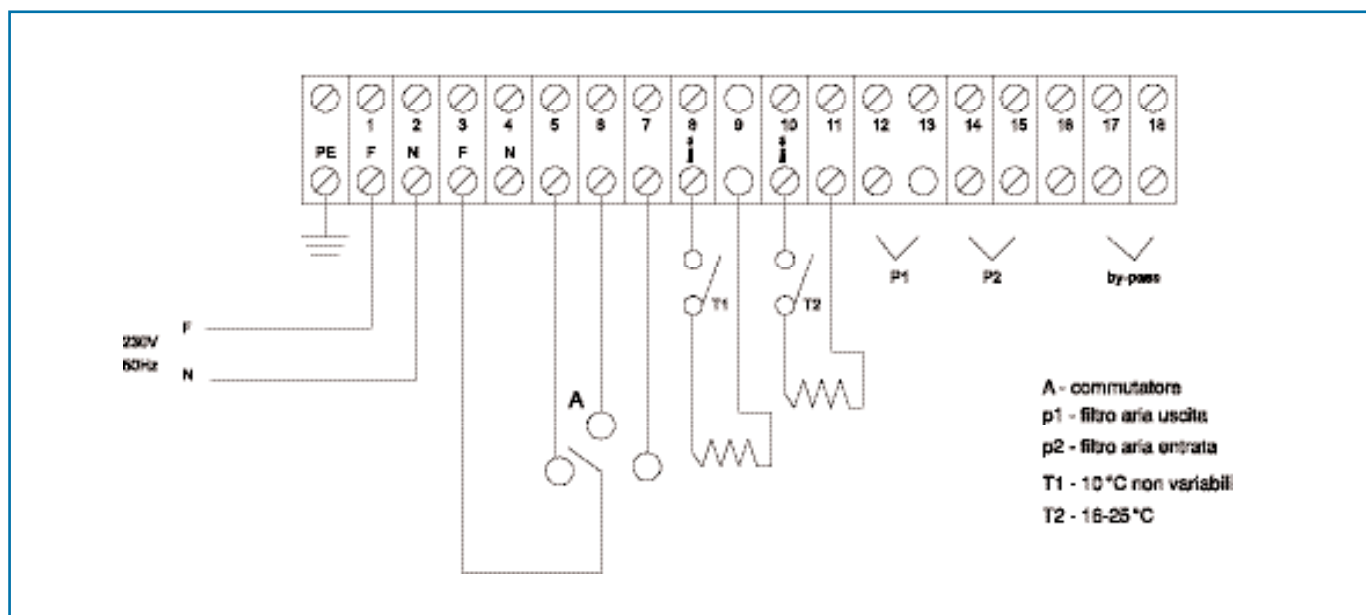 1 2 3 4 5 6 7 8 9 10 11 12 13 14 15 16 17 18
PE F N F N
P1 P2 by-pass
T1 T2
F
230V
50Hz
N
A
A - commutatore
p1 - filtro aria uscita
p2 - filtro aria entrata
T1 - 10°C non variabili
T2 - 16-25°C